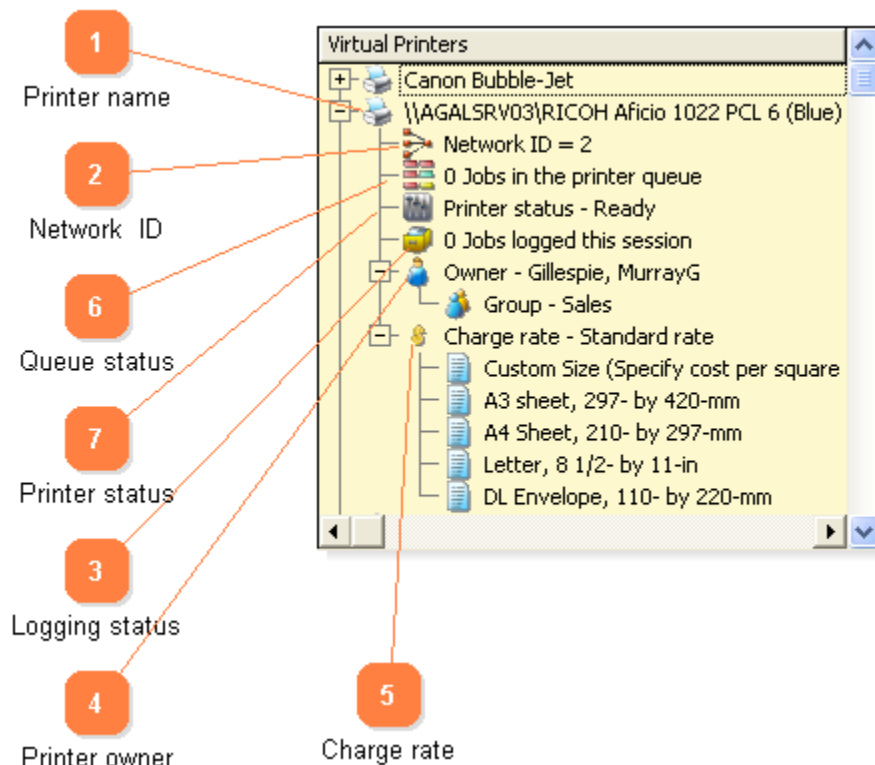 1
Printer name
2
Network ID
6
Queue status
7
Printer status
3
Logging status
4
Printer owner
5
Charge rate
Virtual Printers
Canon Bubble-Jet
\\AGALSRV03\RICOH Aficio 1022 PCL 6 (Blue)
Network ID = 2
0 Jobs in the printer queue
Printer status - Ready
0 Jobs logged this session
Owner - Gillespie, MurrayG
Group - Sales
Charge rate - Standard rate
Custom Size (Specify cost per square
A3 sheet, 297- by 420-mm
A4 Sheet, 210- by 297-mm
Letter, 8 1/2- by 11-in
DL Envelope, 110- by 220-mm